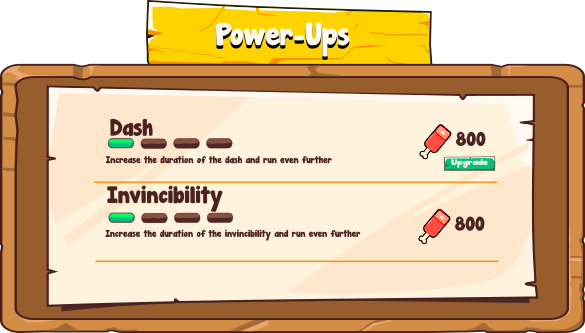 Power-Ups
Dash
800
Increase the duration of the dash and run even further
Upgrade
Invincibility
800
Increase the duration of the invincibility and run even further